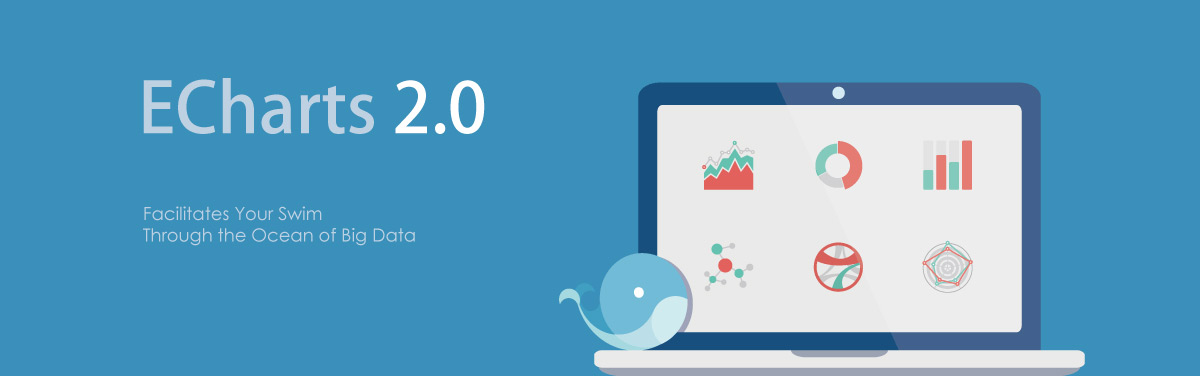 ECharts 2.0
Facilitates Your Swim
Through the Ocean of Big Data